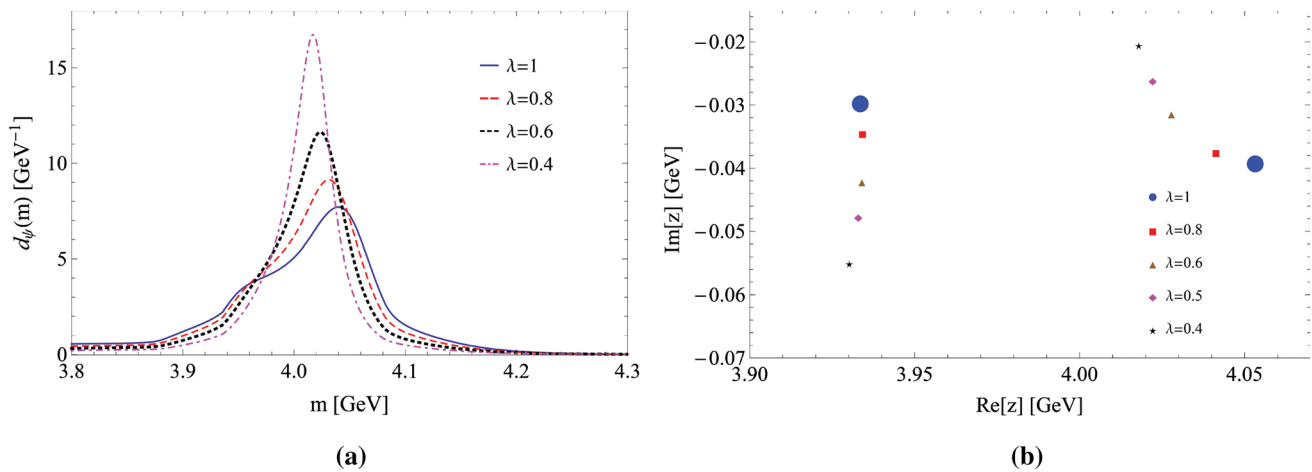 15
10
5
0
d_ψ(m) [GeV⁻¹]
λ=1
λ=0.8
λ=0.6
λ=0.4
3.8 3.9 4.0 4.1 4.2 4.3
m [GeV]
(a)
−0.02
−0.03
−0.04
−0.05
−0.06
−0.07
Im[z] [GeV]
λ=1
λ=0.8
λ=0.6
λ=0.5
λ=0.4
3.90 3.95 4.00 4.05
Re[z] [GeV]
(b)